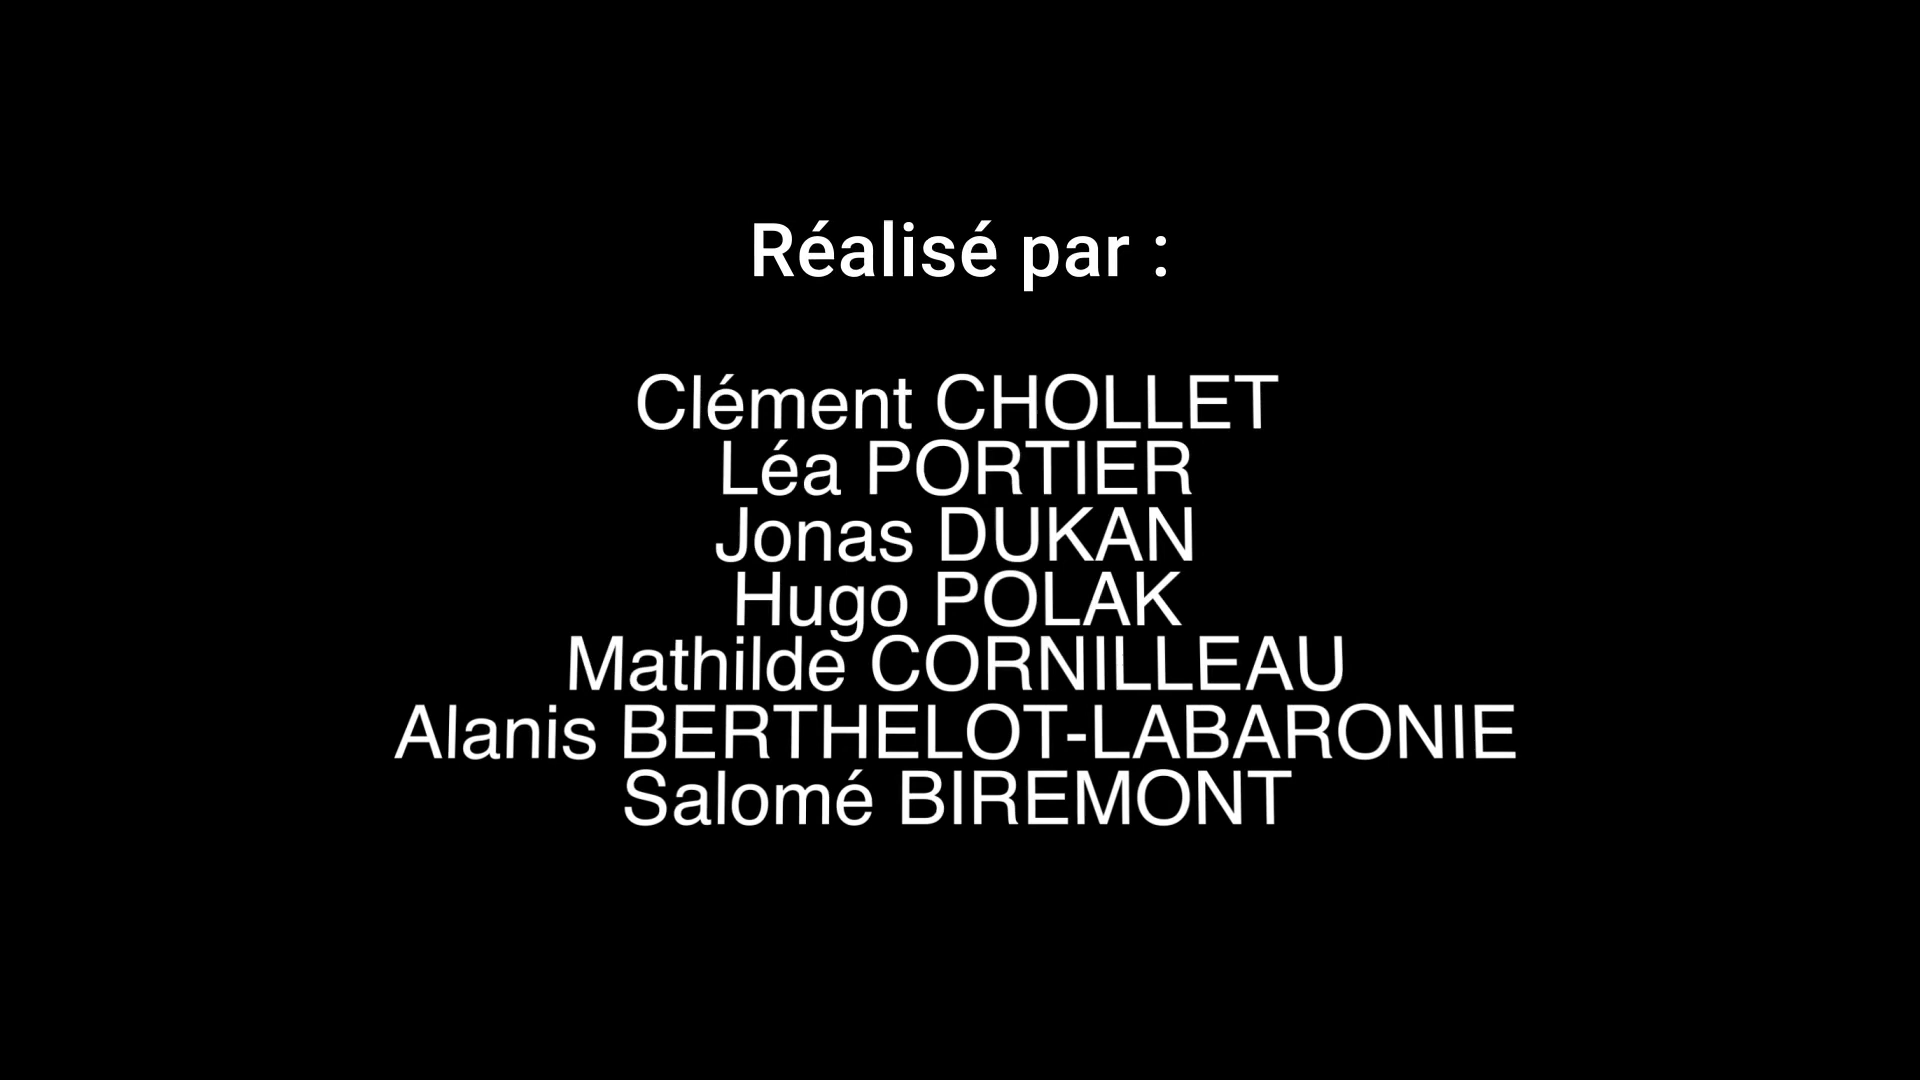 Réalisé par :
Clément CHOLLET
Léa PORTIER
Jonas DUKAN
Hugo POLAK
Mathilde CORNILLEAU
Alanis BERTHELOT-LABARONIE
Salomé BIREMONT